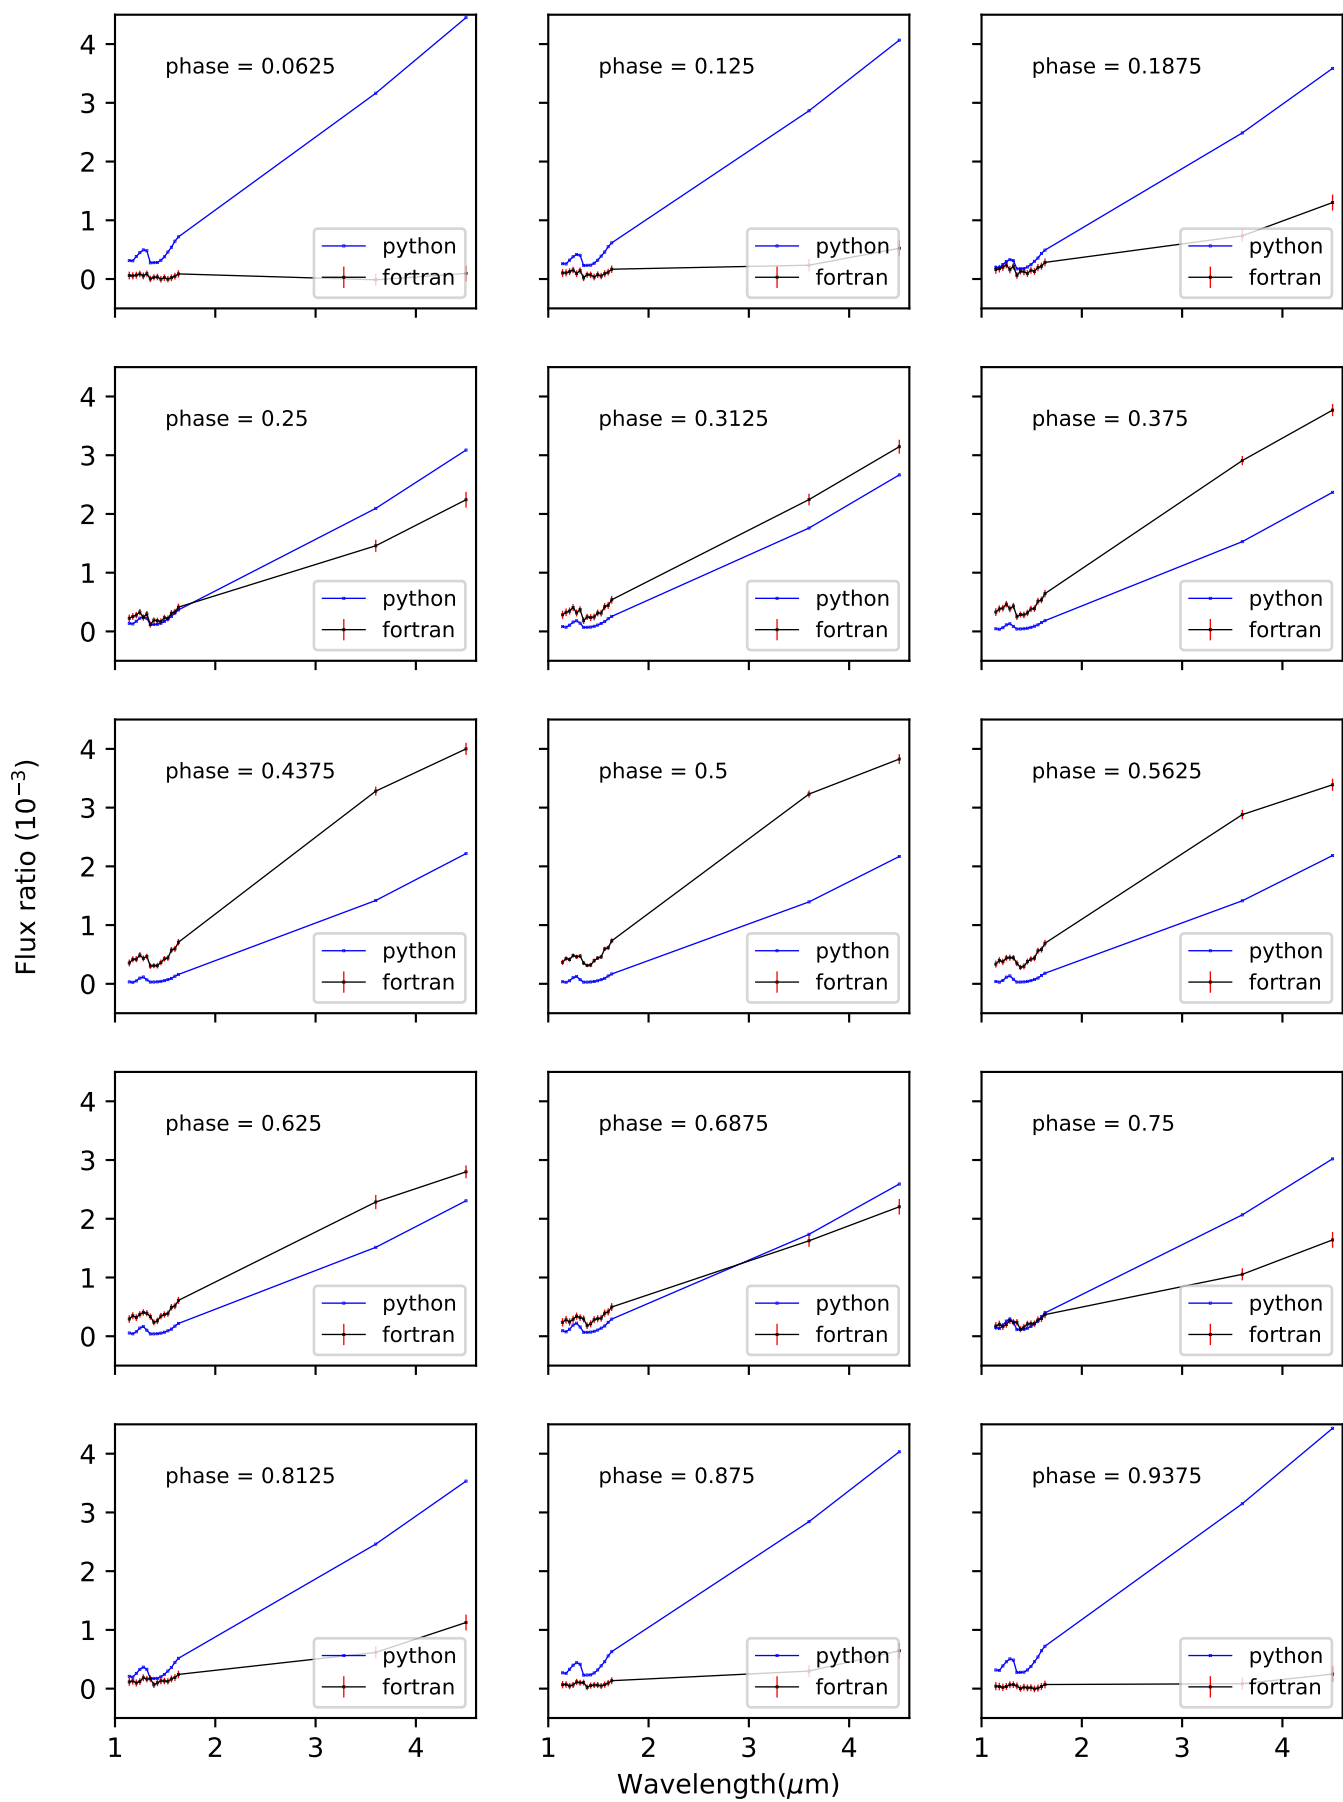 phase = 0.0625
phase = 0.125
phase = 0.1875
4
3
2
1
0
python
fortran
python
fortran
python
fortran
phase = 0.25
phase = 0.3125
phase = 0.375
4
3
2
1
0
python
fortran
python
fortran
python
fortran
phase = 0.4375
phase = 0.5
phase = 0.5625
4
3
2
1
0
python
fortran
python
fortran
python
fortran
Flux ratio (10⁻³)
phase = 0.625
phase = 0.6875
phase = 0.75
4
3
2
1
0
python
fortran
python
fortran
python
fortran
phase = 0.8125
phase = 0.875
phase = 0.9375
4
3
2
1
0
python
fortran
python
fortran
python
fortran
1 2 3 4
1 2 3 4
1 2 3 4
Wavelength(μm)